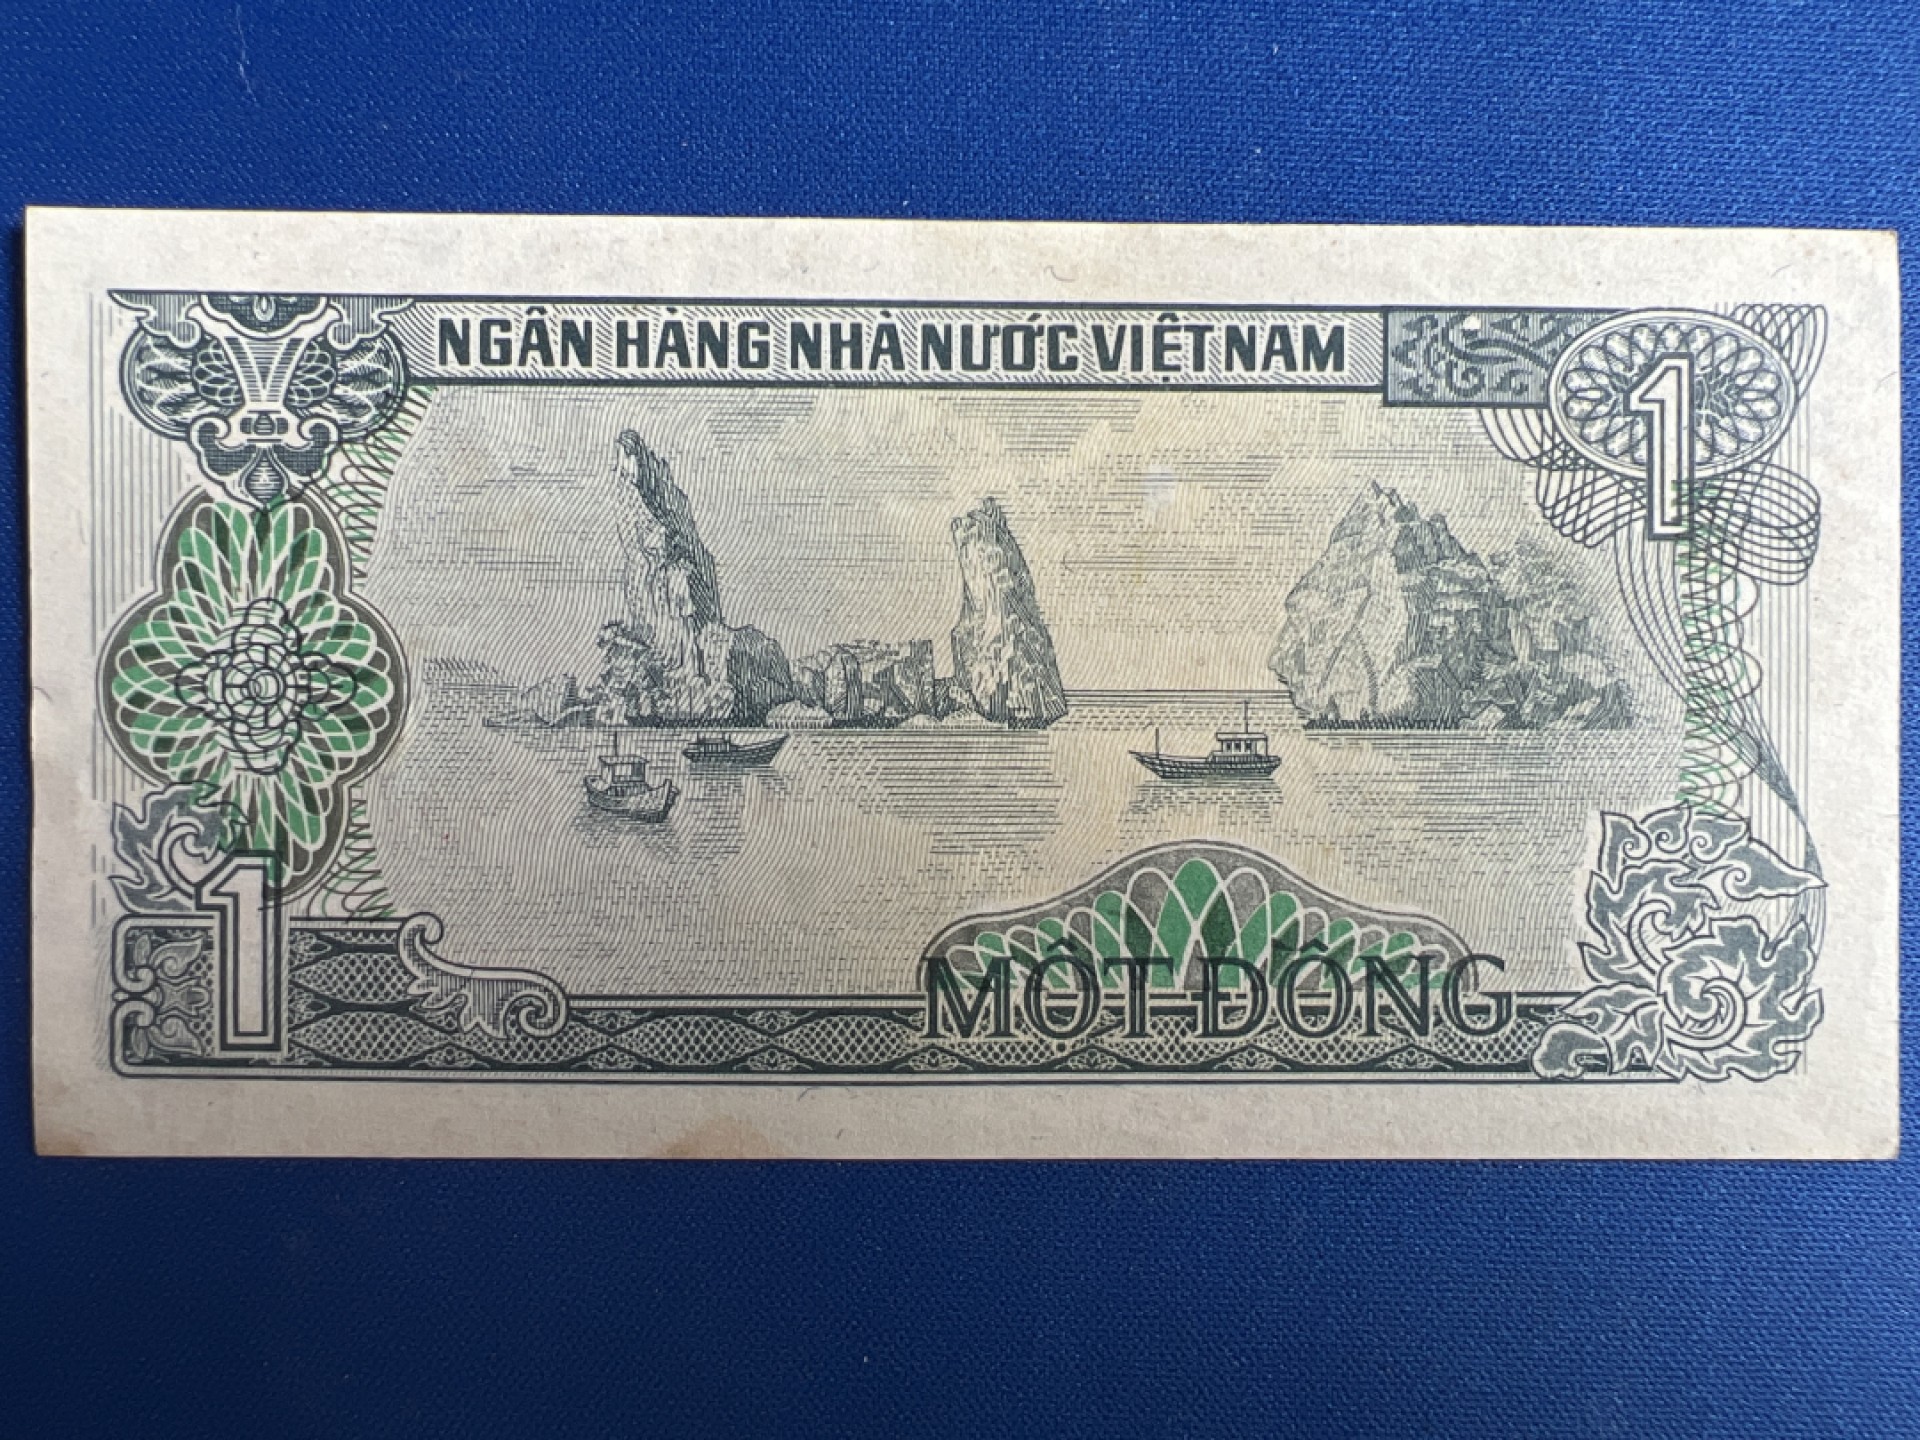 NGÂN HÀNG NHÀ NƯỚC VIỆT NAM
1
1
MỘT ĐỒNG